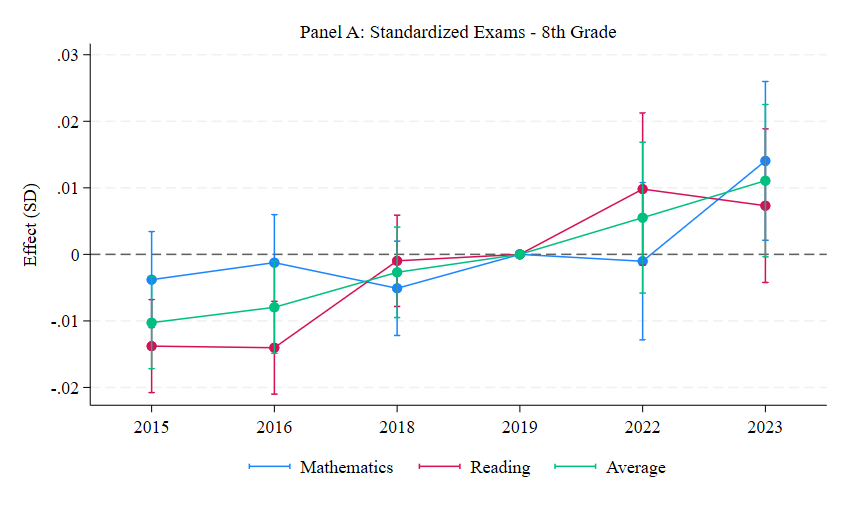 Panel A: Standardized Exams - 8th Grade
Effect (SD)
.03
.02
.01
0
-.01
-.02
2015 2016 2018 2019 2022 2023
Mathematics Reading Average